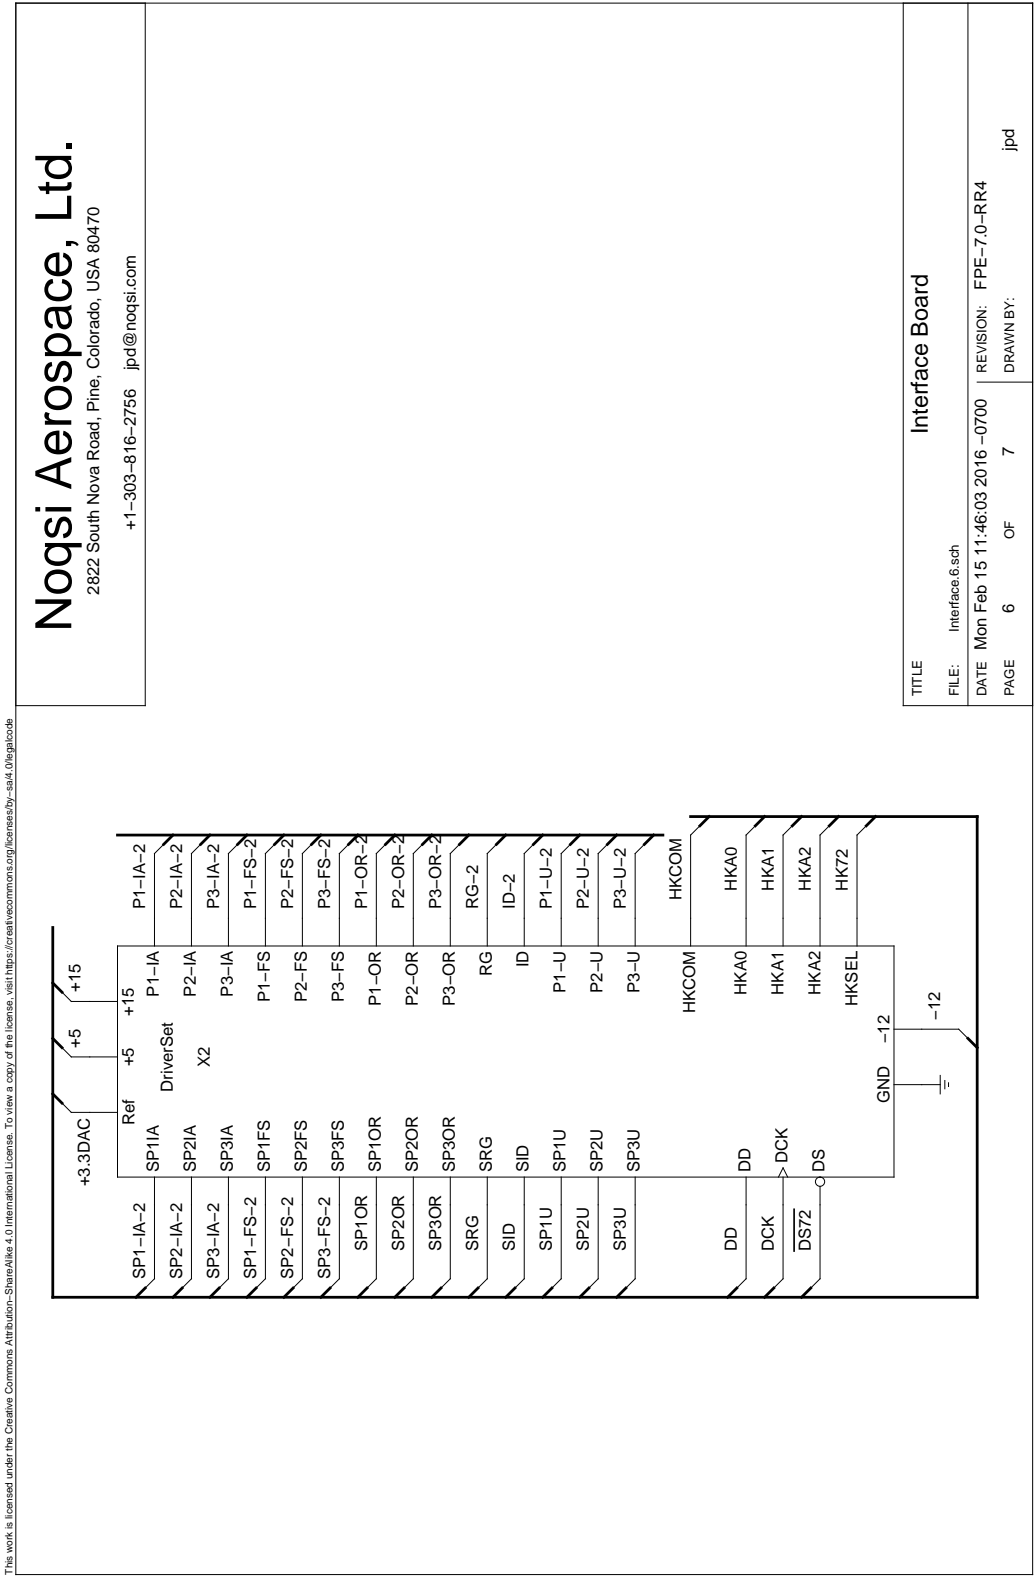 This work is licensed under the Creative Commons Attribution–ShareAlike 4.0 International License. To view a copy of the license, visit https://creativecommons.org/licenses/by–sa/4.0/legalcode
Noqsi Aerospace, Ltd.
2822 South Nova Road, Pine, Colorado, USA 80470
+1–303–816–2756 jpd@noqsi.com
+3.3DAC
+5
+15
Ref
+5
+15
DriverSet
X2
SP1–IA–2 SP1IA P1–IA P1–IA–2
SP2–IA–2 SP2IA P2–IA P2–IA–2
SP3–IA–2 SP3IA P3–IA P3–IA–2
SP1–FS–2 SP1FS P1–FS P1–FS–2
SP2–FS–2 SP2FS P2–FS P2–FS–2
SP3–FS–2 SP3FS P3–FS P3–FS–2
SP1OR SP1OR P1–OR P1–OR–2
SP2OR SP2OR P2–OR P2–OR–2
SP3OR SP3OR P3–OR P3–OR–2
SRG SRG RG RG–2
SID SID ID ID–2
SP1U SP1U P1–U P1–U–2
SP2U SP2U P2–U P2–U–2
SP3U SP3U P3–U P3–U–2
HKCOM HKCOM
DD DD HKA0 HKA0
DCK DCK HKA1 HKA1
DS72 DS HKA2 HKA2
HKSEL HK72
GND –12
–12
TITLE
Interface Board
FILE: Interface.6.sch
DATE Mon Feb 15 11:46:03 2016 –0700 REVISION: FPE–7.0–RR4
PAGE 6 OF 7 DRAWN BY: jpd